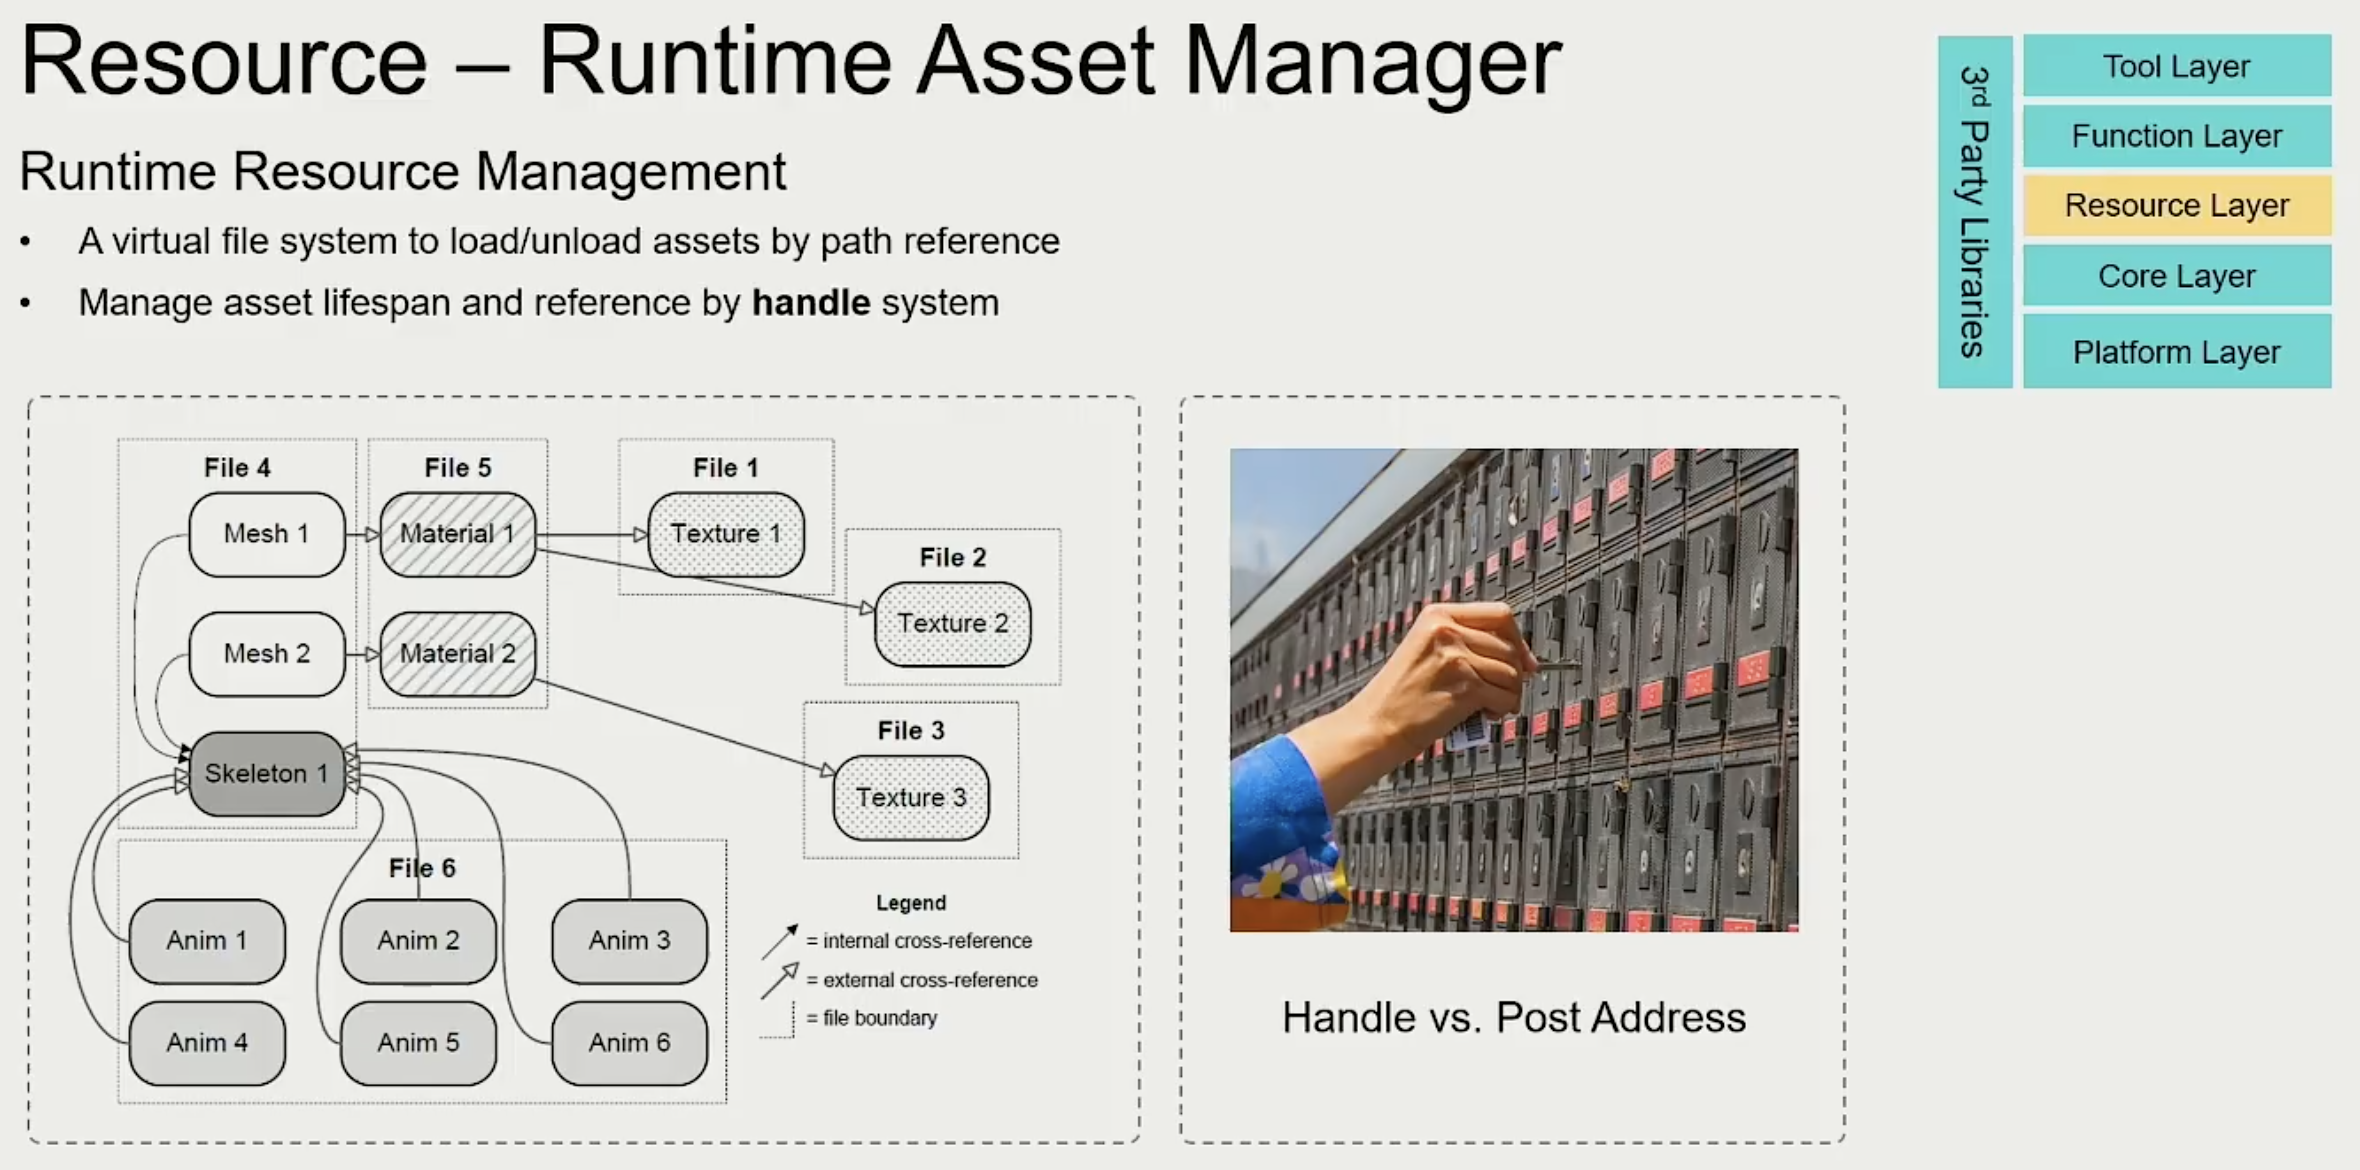 Resource – Runtime Asset Manager
Runtime Resource Management
• A virtual file system to load/unload assets by path reference
• Manage asset lifespan and reference by handle system
3rd Party Libraries
Tool Layer
Function Layer
Resource Layer
Core Layer
Platform Layer
File 4
Mesh 1
Mesh 2
Skeleton 1
File 5
Material 1
Material 2
File 1
Texture 1
File 2
Texture 2
File 3
Texture 3
File 6
Anim 1
Anim 2
Anim 3
Anim 4
Anim 5
Anim 6
Legend
= internal cross-reference
= external cross-reference
= file boundary
Handle vs. Post Address